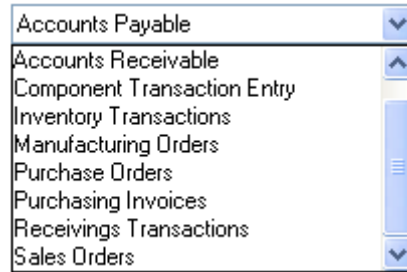 Accounts Payable
Accounts Receivable
Component Transaction Entry
Inventory Transactions
Manufacturing Orders
Purchase Orders
Purchasing Invoices
Receivings Transactions
Sales Orders